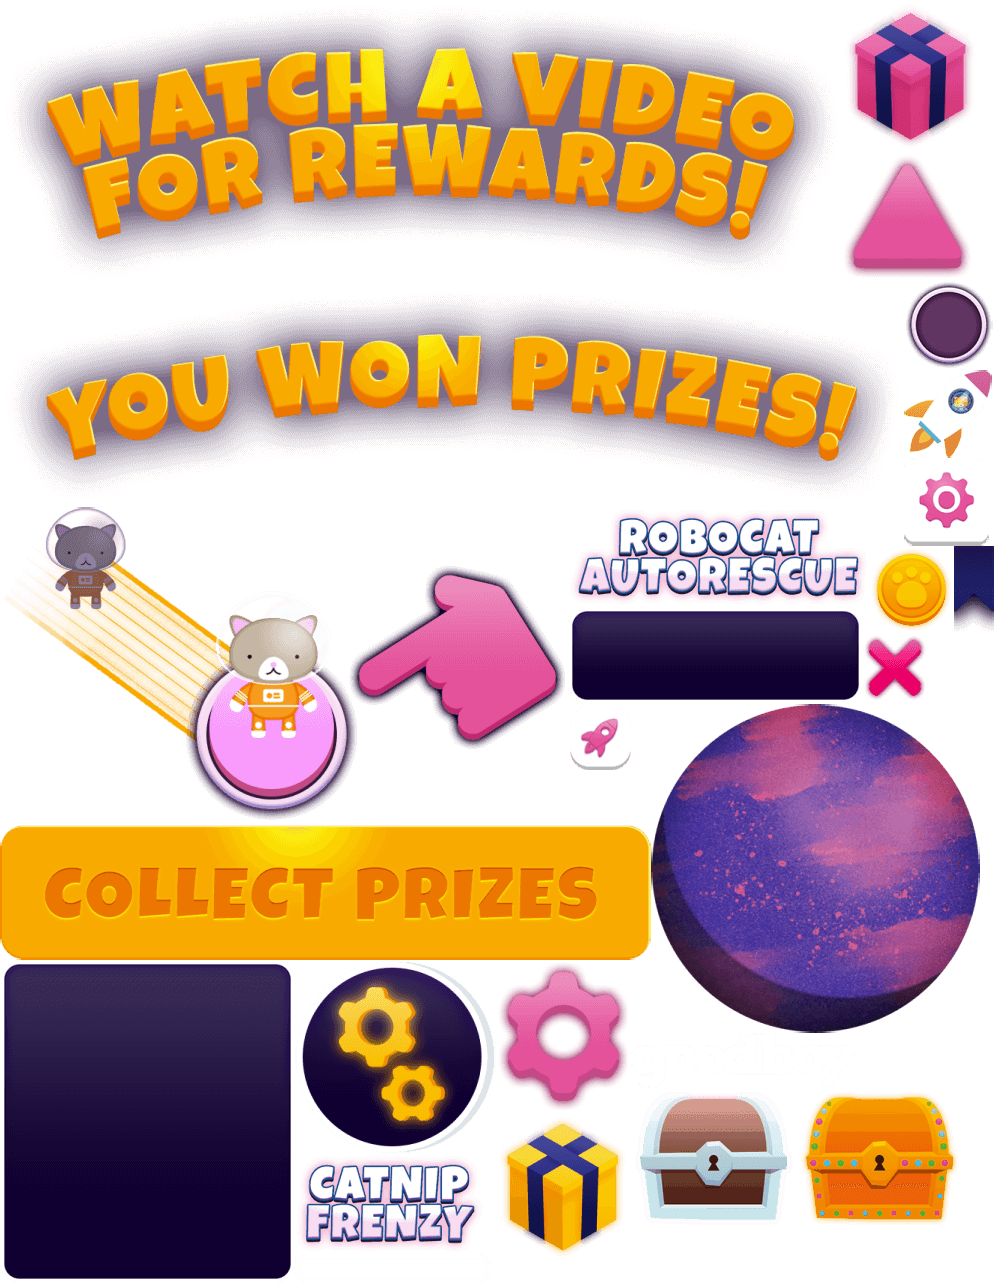 WATCH A VIDEO
FOR REWARDS!
YOU WON PRIZES!
ROBOCAT
AUTORESCUE
COLLECT PRIZES
CATNIP
FRENZY